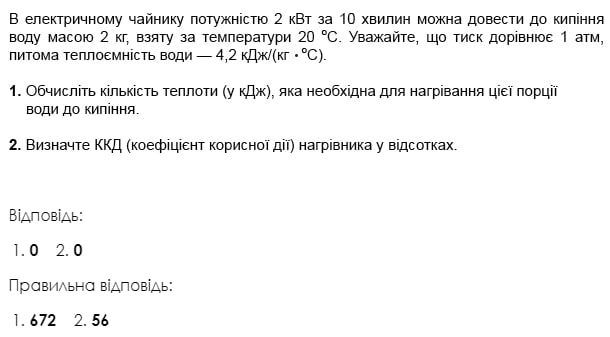 В електричному чайнику потужністю 2 кВт за 10 хвилин можна довести до кипіння
воду масою 2 кг, взяту за температури 20 ºС. Уважайте, що тиск дорівнює 1 атм,
питома теплоємність води — 4,2 кДж/(кг · ºС).
1. Обчисліть кількість теплоти (у кДж), яка необхідна для нагрівання цієї порції
води до кипіння.
2. Визначте ККД (коефіцієнт корисної дії) нагрівника у відсотках.
Відповідь:
1. 0 2. 0
Правильна відповідь:
1. 672 2. 56